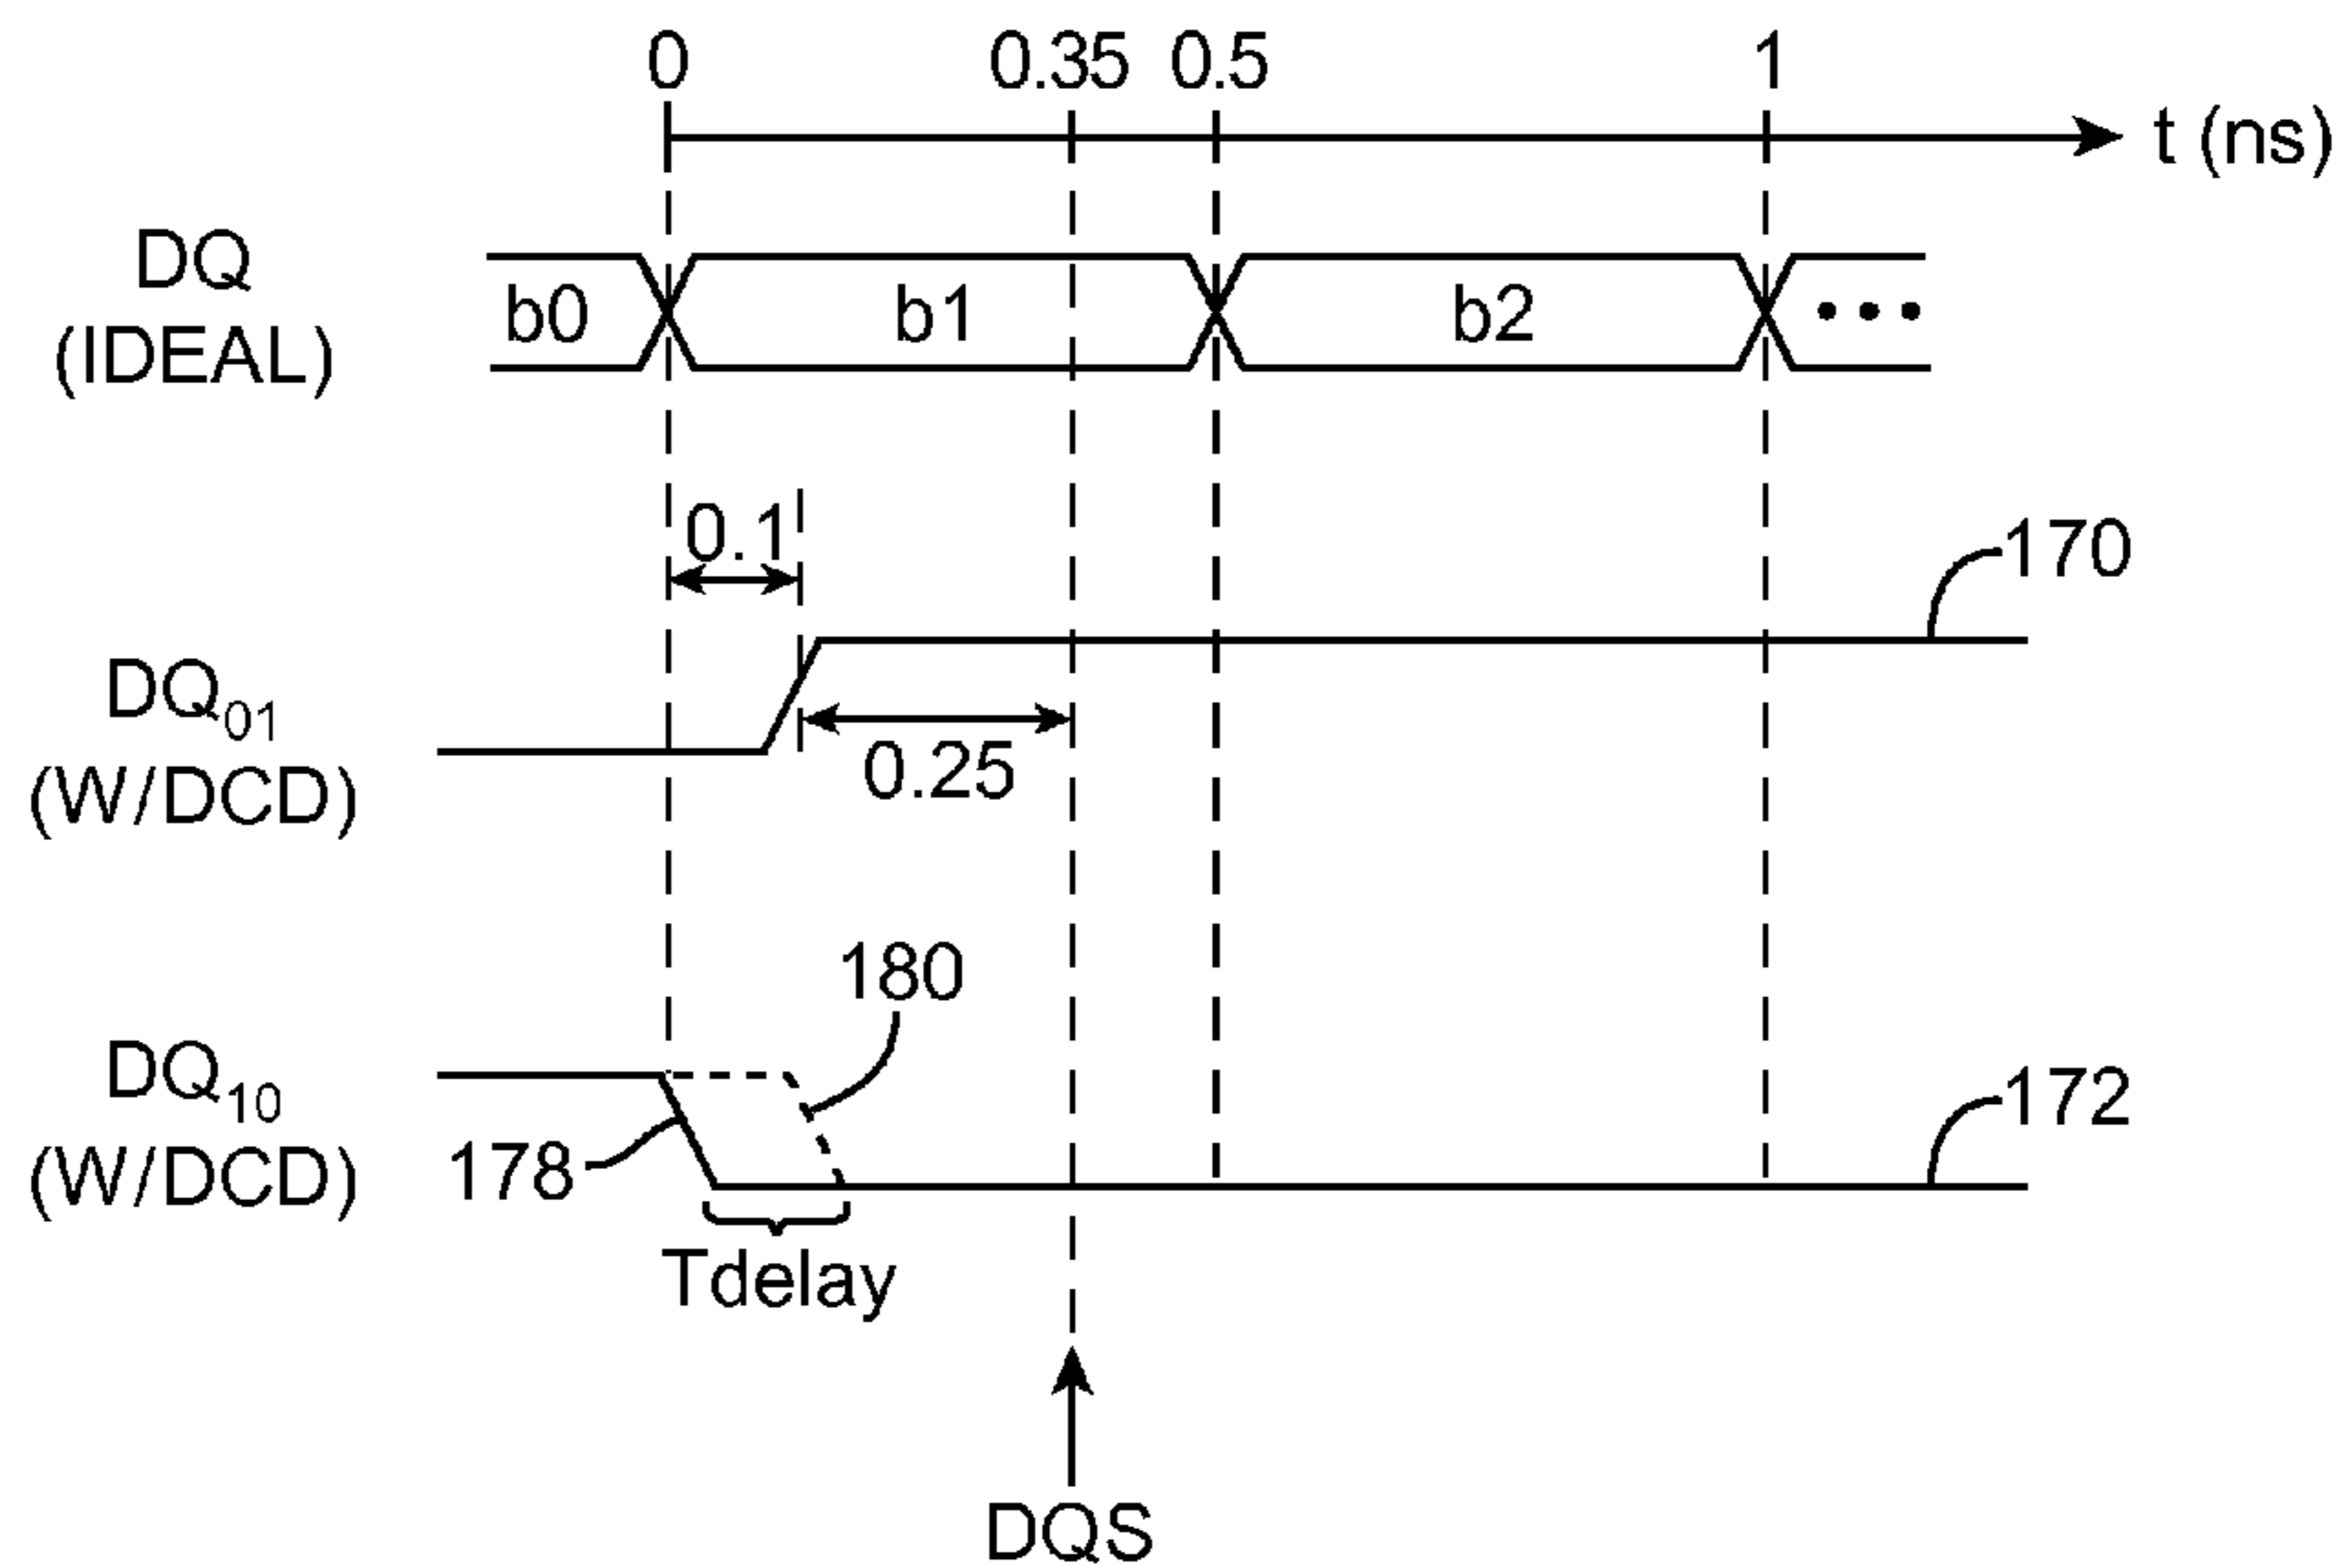 0 0.35 0.5 1
t (ns)
DQ
(IDEAL)
b0 b1 b2
0.1
170
DQ01
(W/DCD)
0.25
180
DQ10
(W/DCD)
178
172
Tdelay
DQS